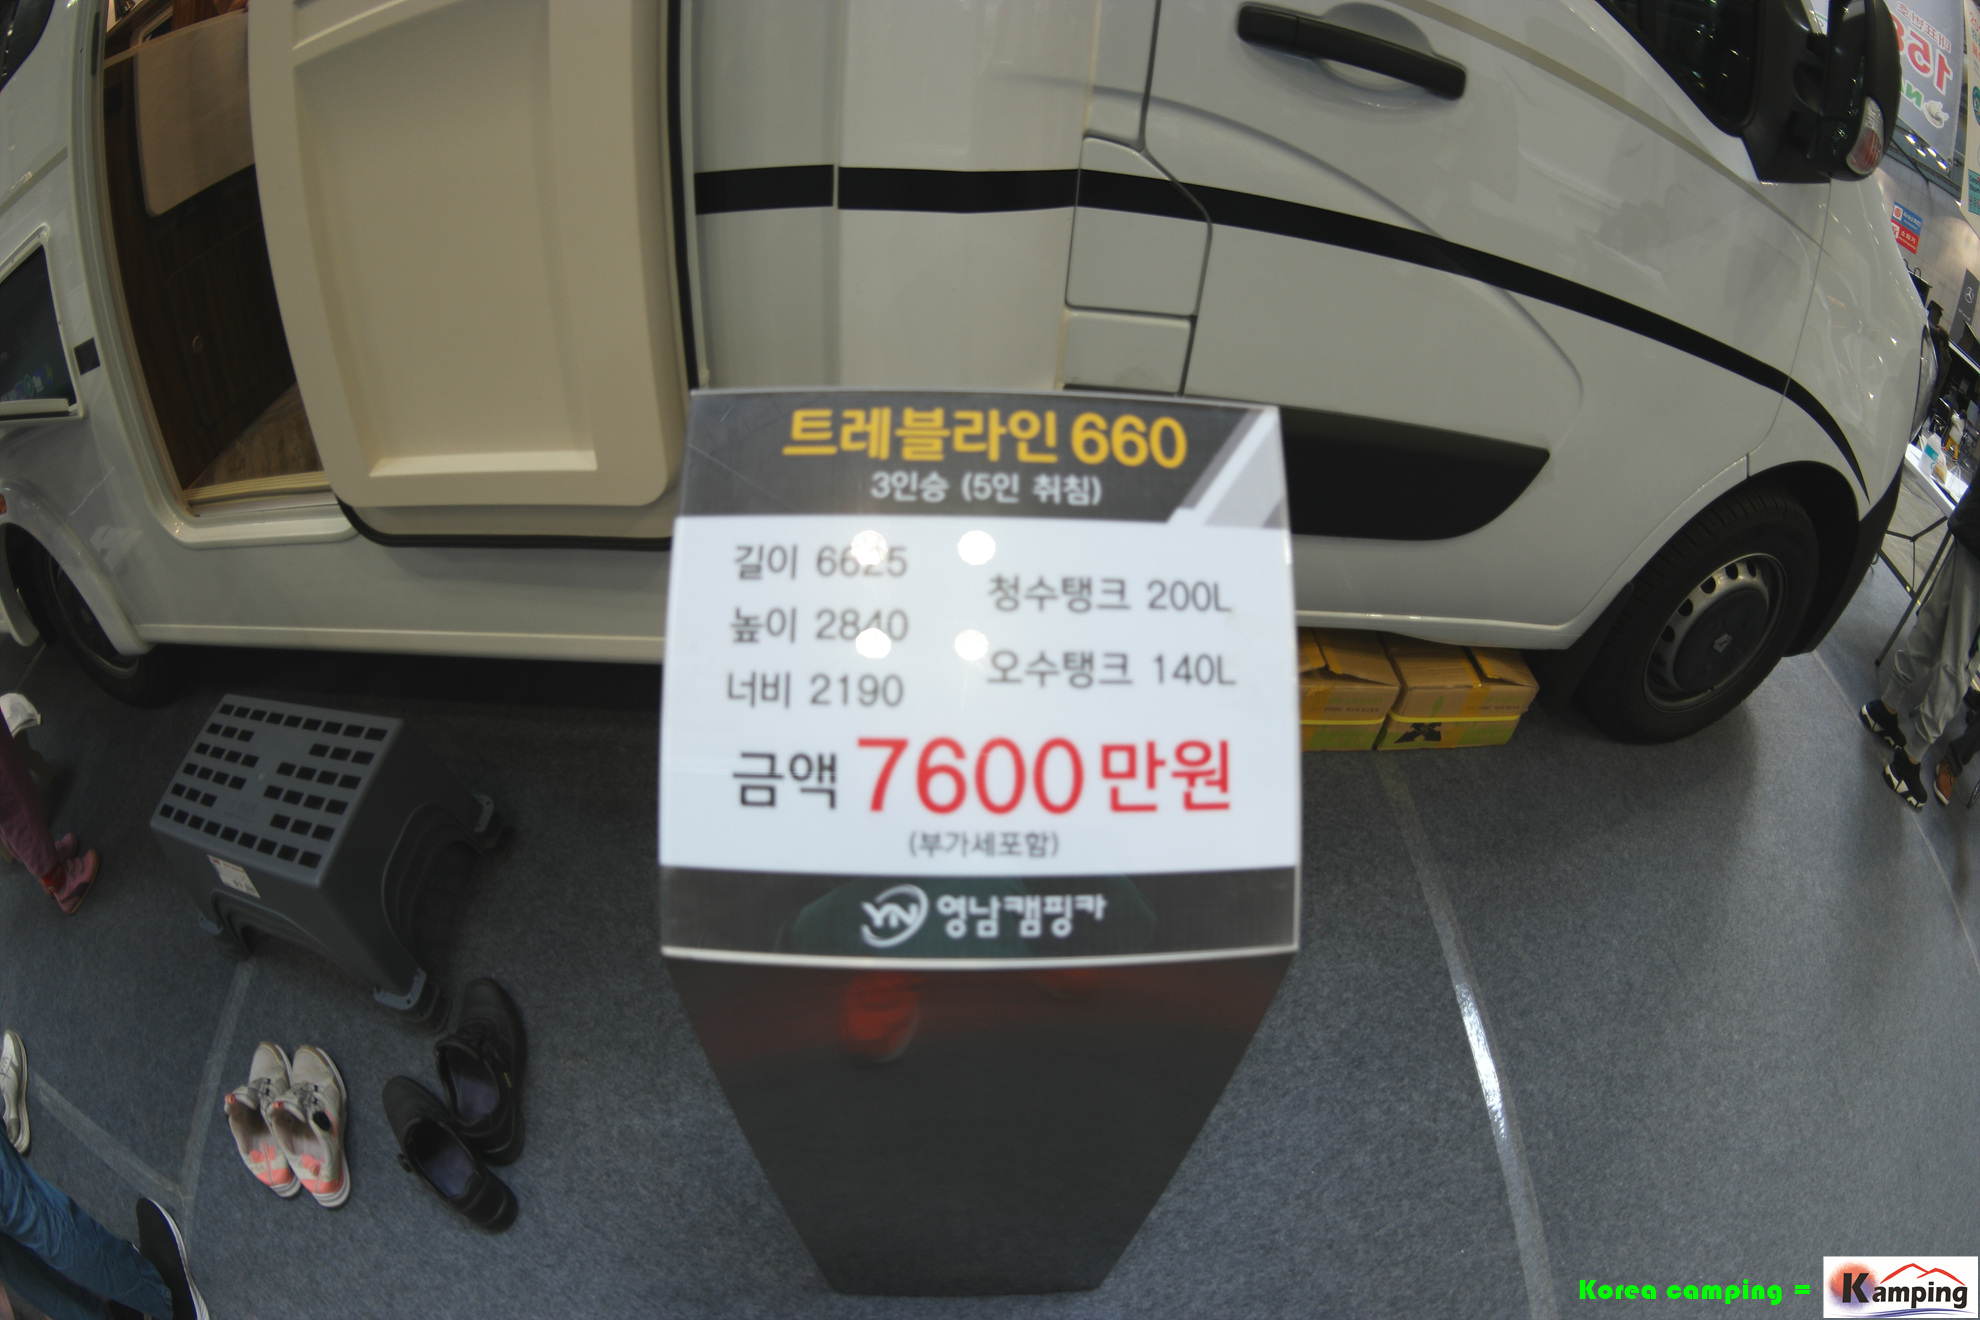 트레블라인 660
3인승 (5인 취침)
길이 6625
높이 2840
너비 2190
청수탱크 200L
오수탱크 140L
금액 7600만원
(부가세포함)
YN 영남캠핑카
Korea camping =
Kamping